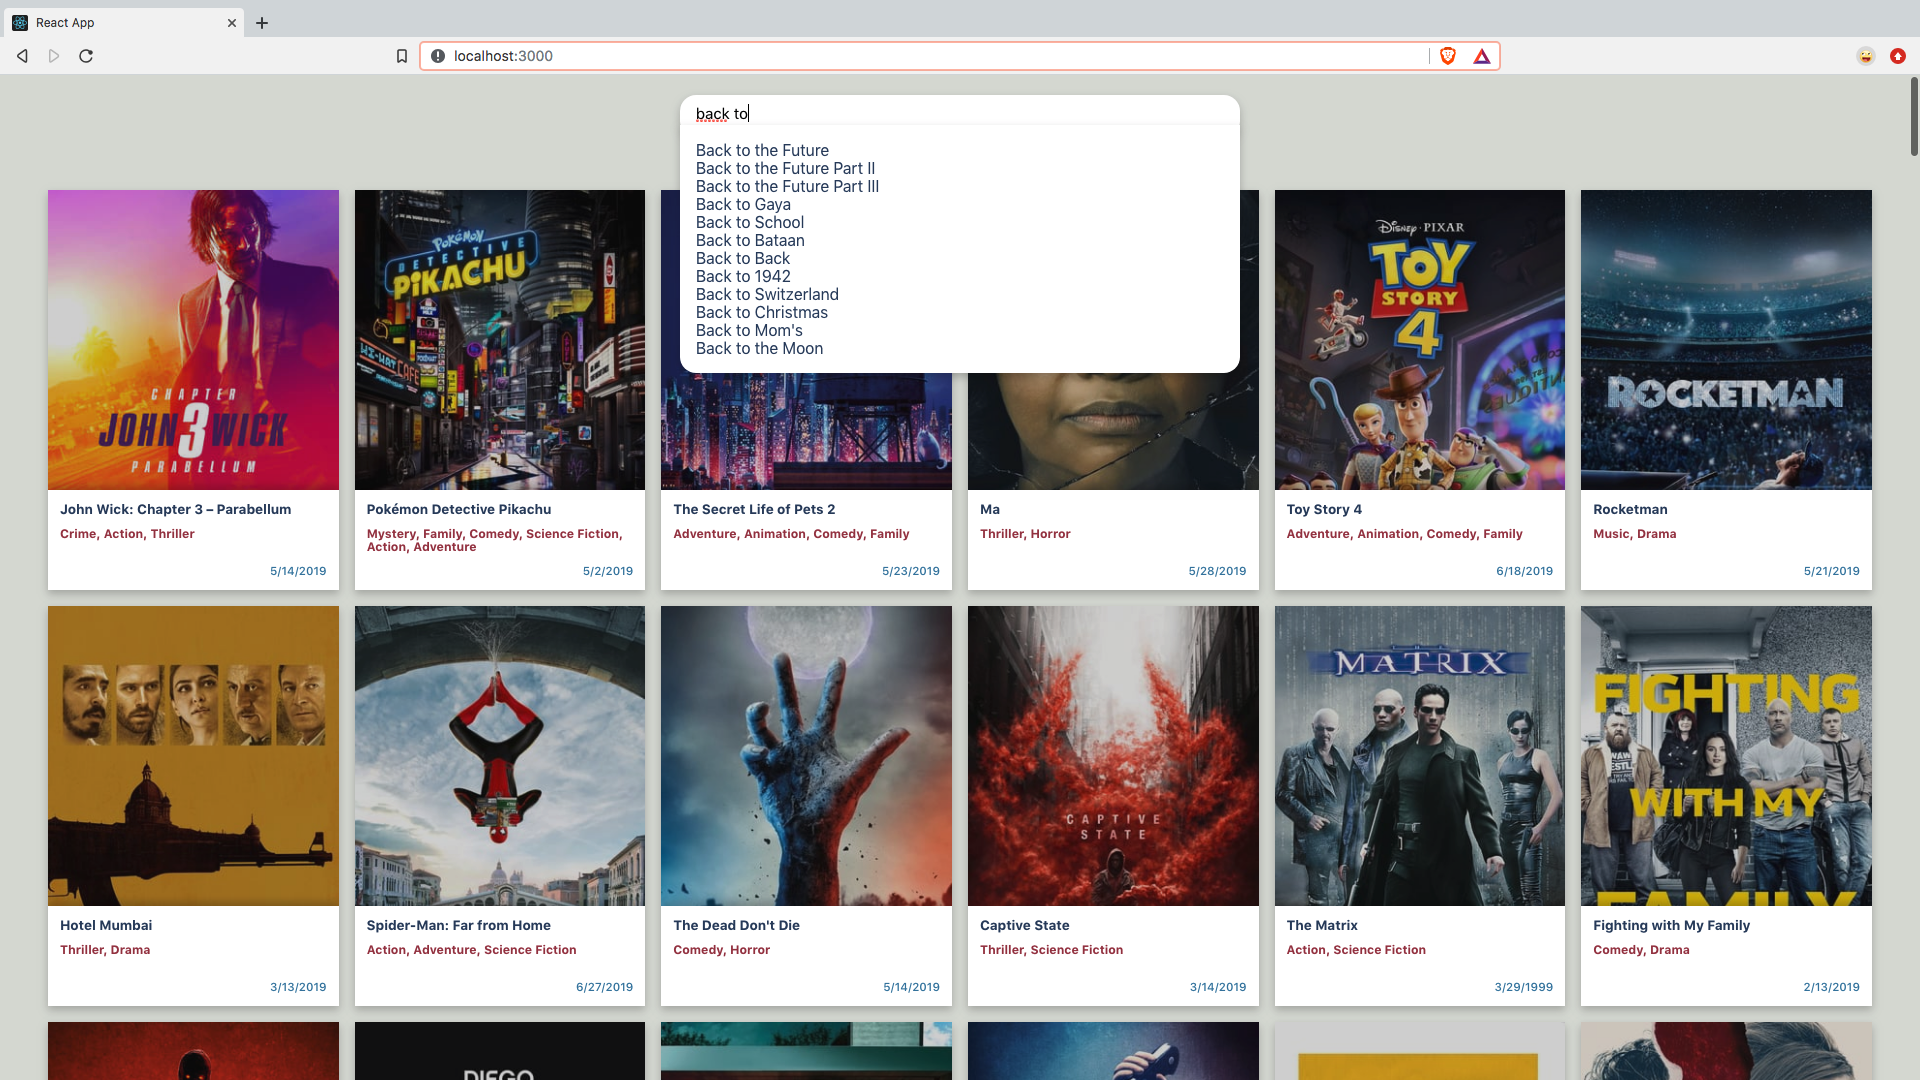 React App
localhost:3000
back to
Back to the Future
Back to the Future Part II
Back to the Future Part III
Back to Gaya
Back to School
Back to Bataan
Back to Back
Back to 1942
Back to Switzerland
Back to Christmas
Back to Mom's
Back to the Moon
CHAPTER
JOHN 3 WICK
PARABELLUM
POKÉMON
DETECTIVE
PIKACHU
HI-HAT CAFE
Disney · PIXAR
TOY
STORY
4
ROCKETMAN
John Wick: Chapter 3 – Parabellum
Crime, Action, Thriller
5/14/2019
Pokémon Detective Pikachu
Mystery, Family, Comedy, Science Fiction,
Action, Adventure
5/2/2019
The Secret Life of Pets 2
Adventure, Animation, Comedy, Family
5/23/2019
Ma
Thriller, Horror
5/28/2019
Toy Story 4
Adventure, Animation, Comedy, Family
6/18/2019
Rocketman
Music, Drama
5/21/2019
CAPTIVE
STATE
MATRIX
FIGHTING
WITH MY
FAMILY
Hotel Mumbai
Thriller, Drama
3/13/2019
Spider-Man: Far from Home
Action, Adventure, Science Fiction
6/27/2019
The Dead Don't Die
Comedy, Horror
5/14/2019
Captive State
Thriller, Science Fiction
3/14/2019
The Matrix
Action, Science Fiction
3/29/1999
Fighting with My Family
Comedy, Drama
2/13/2019
DIEGO